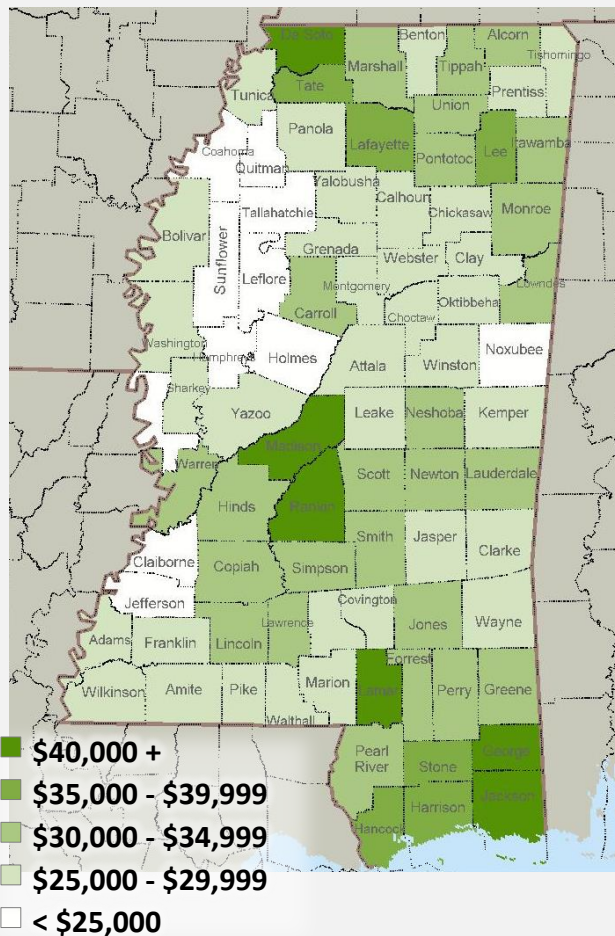 De Soto
Benton
Alcorn
Tishomingo
Marshall
Tippah
Tate
Tunica
Prentiss
Union
Panola
Lafayette
Lee
Itawamba
Coahoma
Pontotoc
Quitman
Yalobusha
Calhoun
Tallahatchie
Chickasaw
Monroe
Bolivar
Sunflower
Grenada
Webster
Clay
Leflore
Montgomery
Lowndes
Oktibbeha
Carroll
Choctaw
Washington
Humphreys
Holmes
Noxubee
Attala
Winston
Sharkey
Yazoo
Leake
Neshoba
Kemper
Madison
Warren
Scott
Newton
Lauderdale
Hinds
Rankin
Smith
Jasper
Clarke
Claiborne
Copiah
Simpson
Jefferson
Covington
Lawrence
Jones
Wayne
Adams
Franklin
Lincoln
Forrest
Marion
Lamar
Perry
Greene
Wilkinson
Amite
Pike
Walthall
Pearl
River
George
Stone
Jackson
Harrison
Hancock
$40,000 +
$35,000 - $39,999
$30,000 - $34,999
$25,000 - $29,999
< $25,000